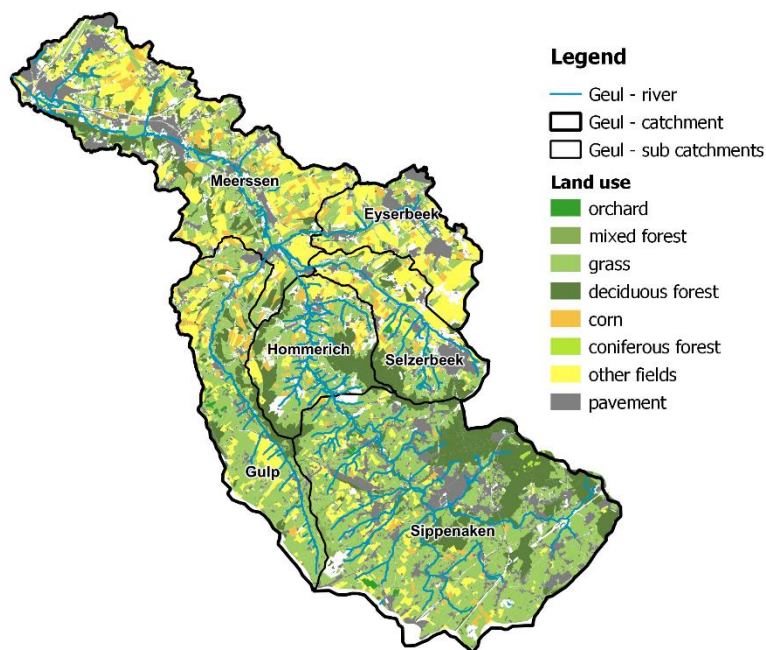 Legend
Geul - river
Geul - catchment
Geul - sub catchments
Land use
orchard
mixed forest
grass
deciduous forest
corn
coniferous forest
other fields
pavement
Meerssen
Eyserbeek
Hommerich
Selzerbeek
Gulp
Sippenaken